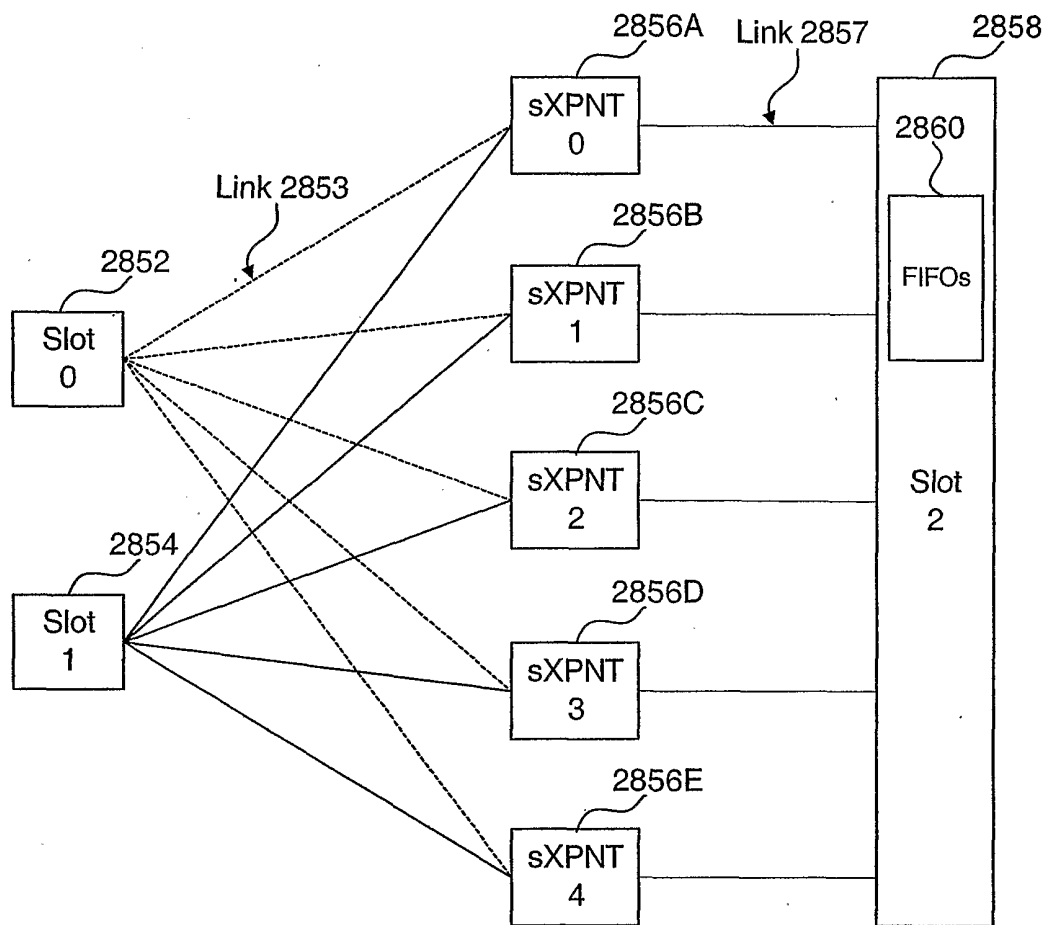 2856A
Link 2857
2858
sXPNT
0
2860
Link 2853
2856B
2852
sXPNT
1
FIFOs
Slot
0
2856C
sXPNT
2
Slot
2
2854
2856D
Slot
1
sXPNT
3
2856E
sXPNT
4